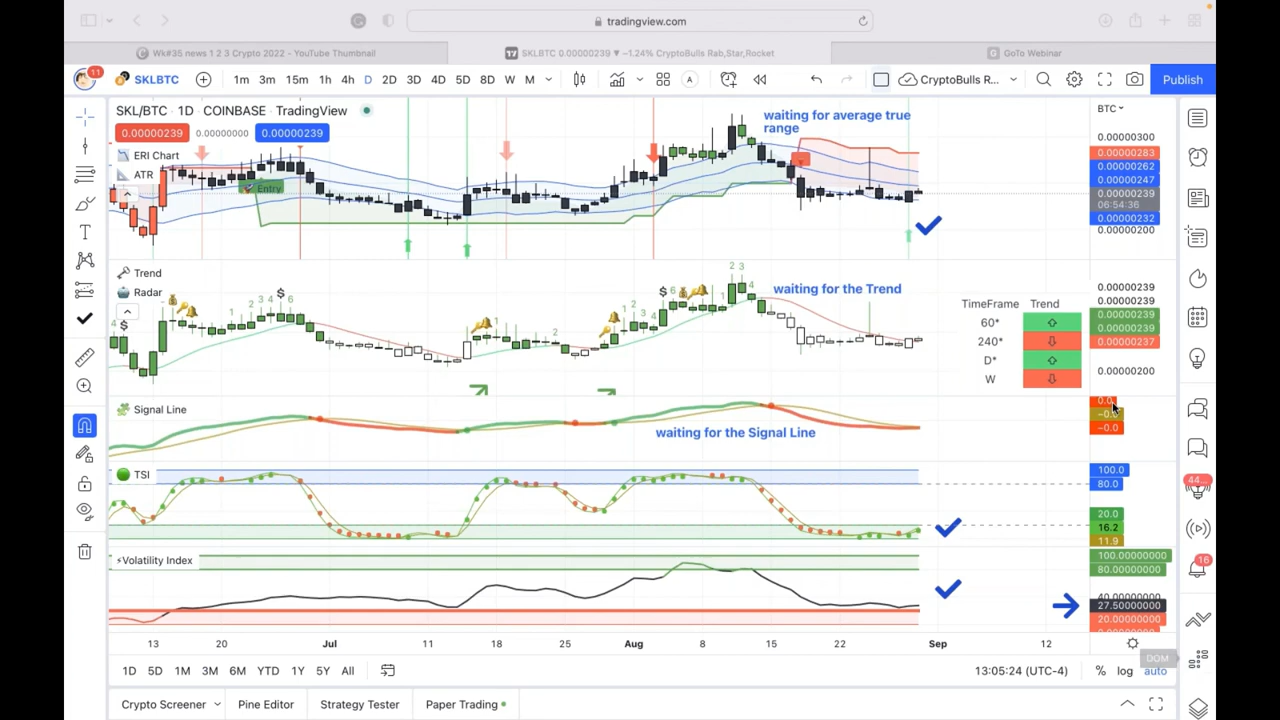 tradingview.com
Wk#35 news 1 2 3 Crypto 2022 - YouTube Thumbnail
SKLBTC 0.00000239 ▼ −1.24% CryptoBulls Rab,Star,Rocket
GoTo Webinar
11
SKLBTC
1m 3m 15m 1h 4h D 2D 3D 4D 5D 8D W M
CryptoBulls R...
Publish
SKL/BTC · 1D · COINBASE · TradingView
BTC
0.00000239 0.00000000 0.00000239
ERI Chart
ATR
Entry
waiting for average true
range
0.00000300
0.00000283
0.00000262
0.00000247
0.00000239
06:54:36
0.00000232
0.00000200
Trend
Radar
waiting for the Trend
TimeFrame Trend
60*
240*
D*
W
0.00000239
0.00000239
0.00000239
0.00000239
0.00000237
0.00000200
Signal Line
waiting for the Signal Line
−0.0
TSI
100.0
80.0
20.0
16.2
11.9
44...
⚡Volatility Index
100.00000000
80.00000000
40.00000000
27.50000000
20.00000000
16
13 20 Jul 11 18 25 Aug 8 15 22 Sep 12
DOM
1D 5D 1M 3M 6M YTD 1Y 5Y All
13:05:24 (UTC-4) % log auto
Crypto Screener Pine Editor Strategy Tester Paper Trading